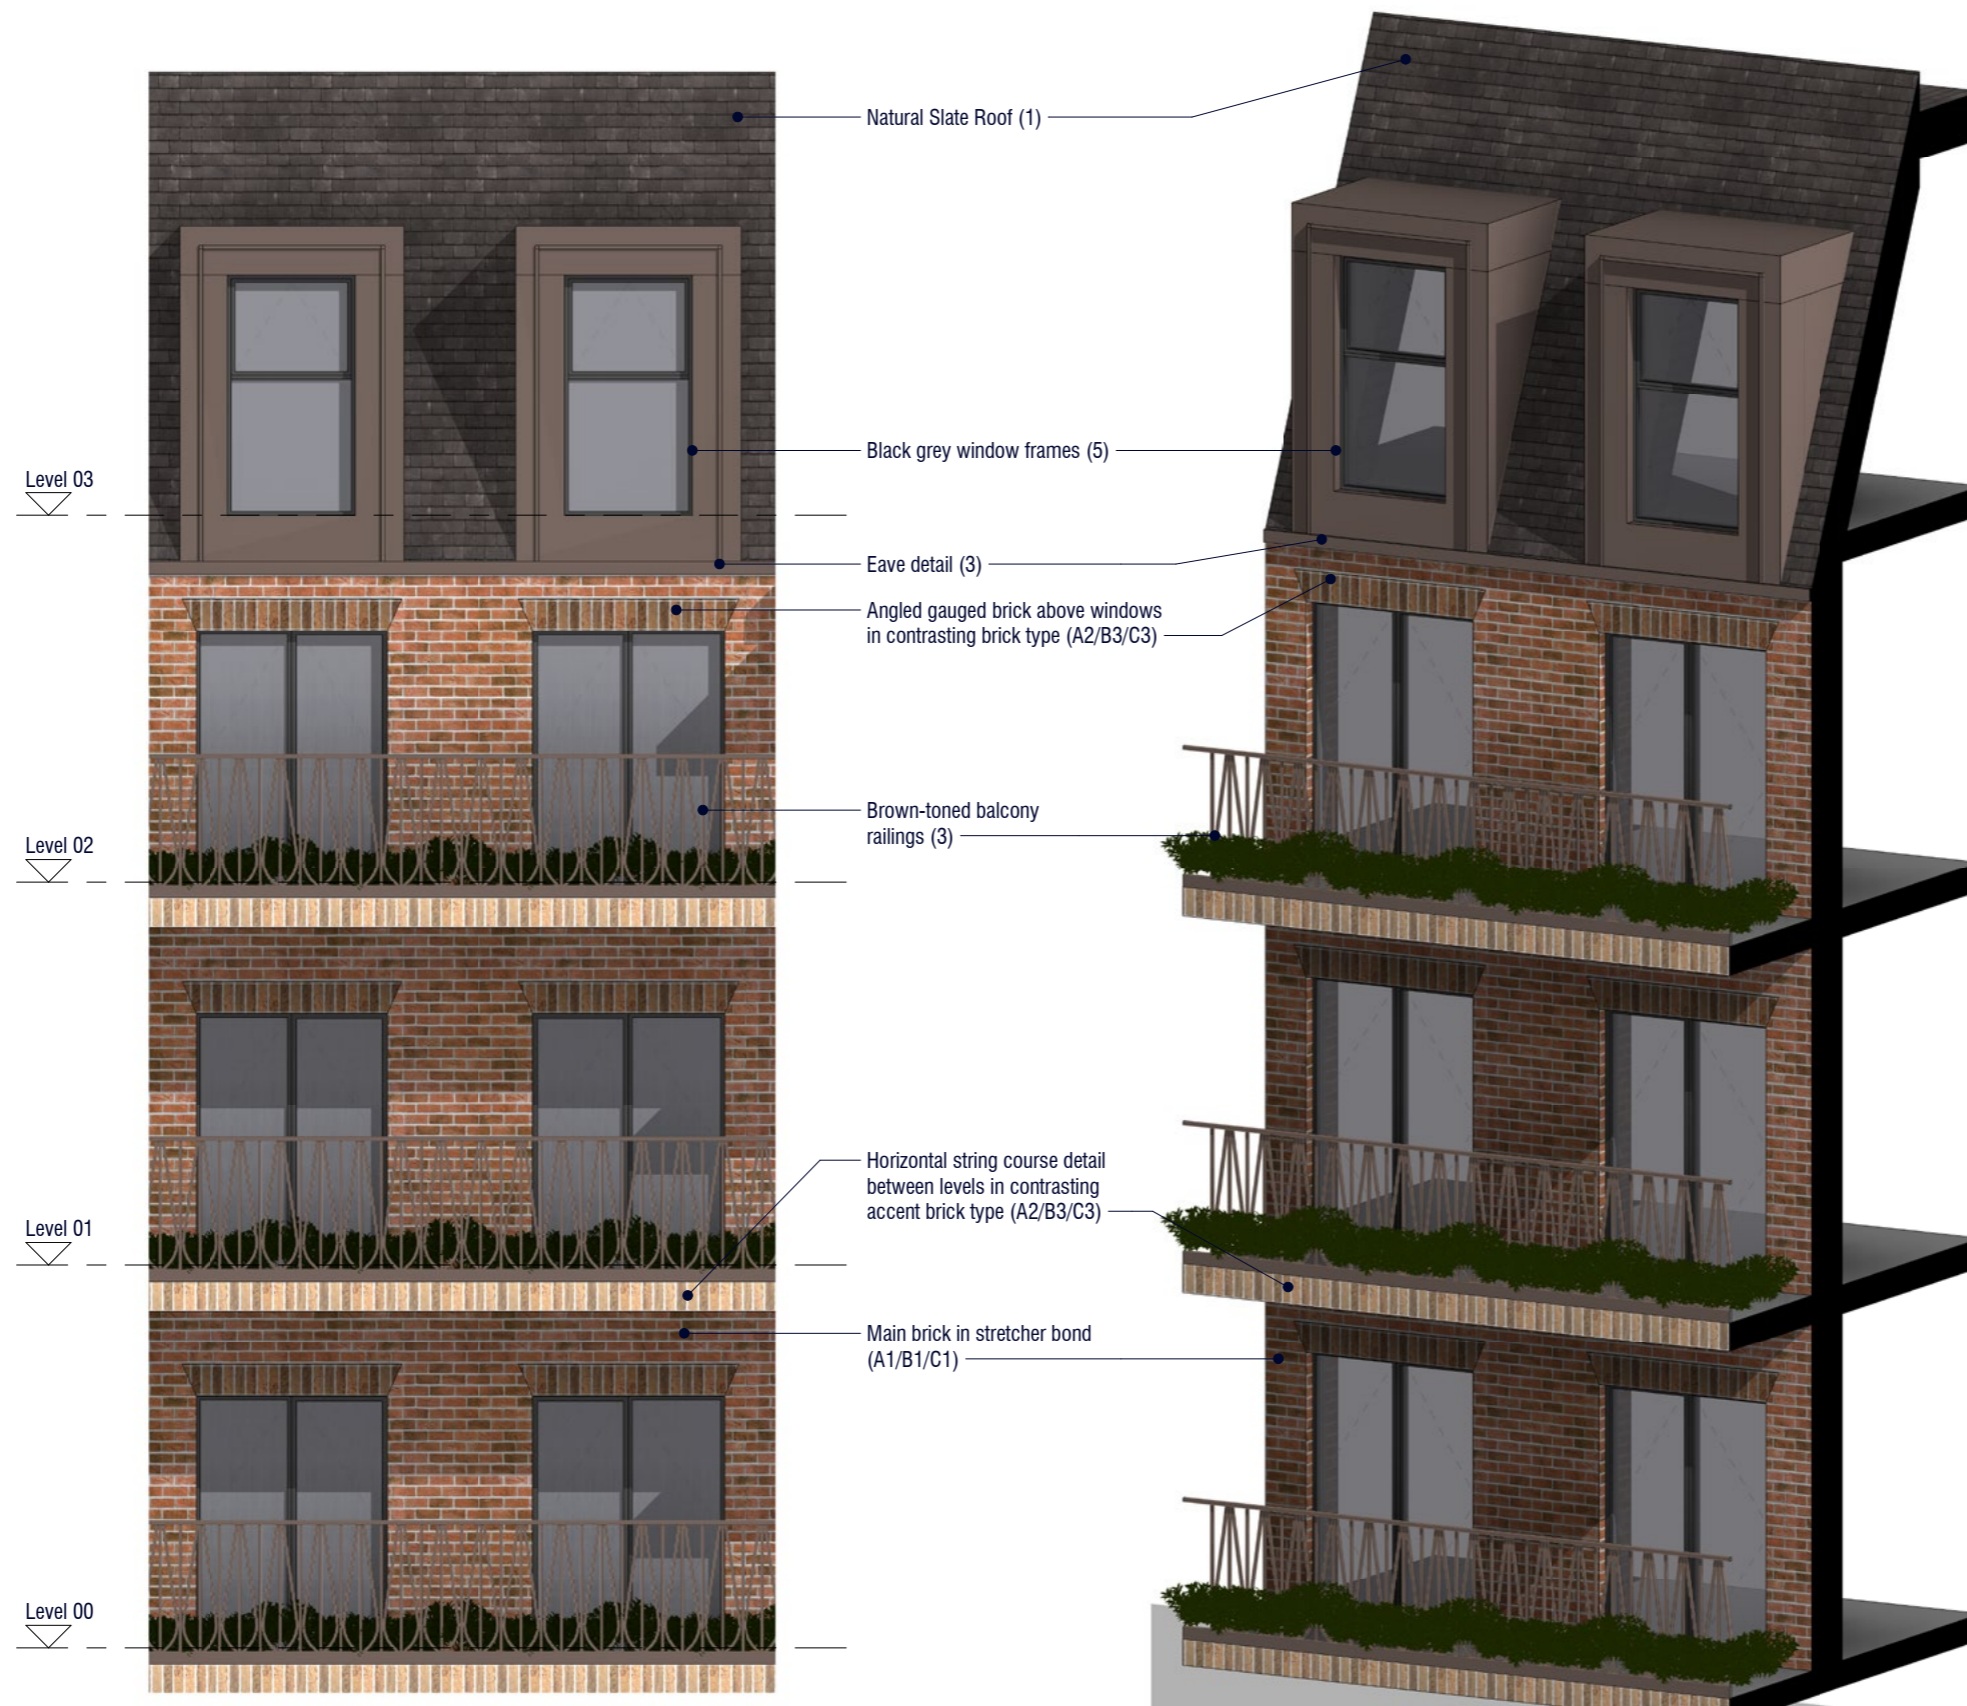 Natural Slate Roof (1)
Level 03
Black grey window frames (5)
Eave detail (3)
Angled gauged brick above windows
in contrasting brick type (A2/B3/C3)
Level 02
Brown-toned balcony
railings (3)
Level 01
Horizontal string course detail
between levels in contrasting
accent brick type (A2/B3/C3)
Main brick in stretcher bond
(A1/B1/C1)
Level 00